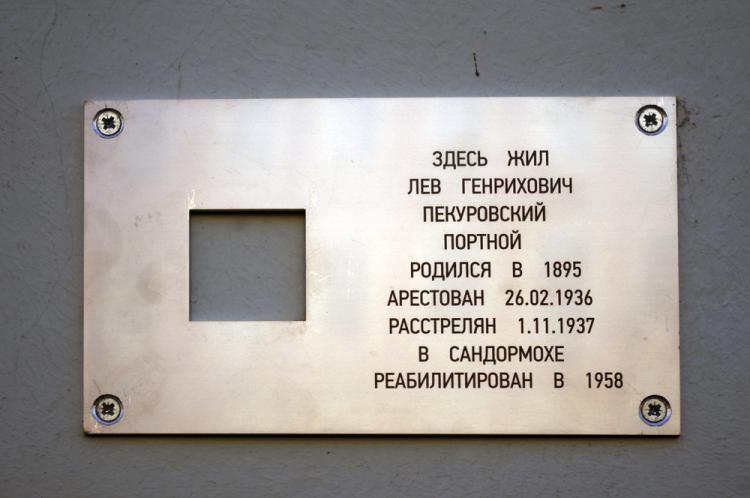 ЗДЕСЬ ЖИЛ
ЛЕВ ГЕНРИХОВИЧ
ПЕКУРОВСКИЙ
ПОРТНОЙ
РОДИЛСЯ В 1895
АРЕСТОВАН 26.02.1936
РАССТРЕЛЯН 1.11.1937
В САНДОРМОХЕ
РЕАБИЛИТИРОВАН В 1958